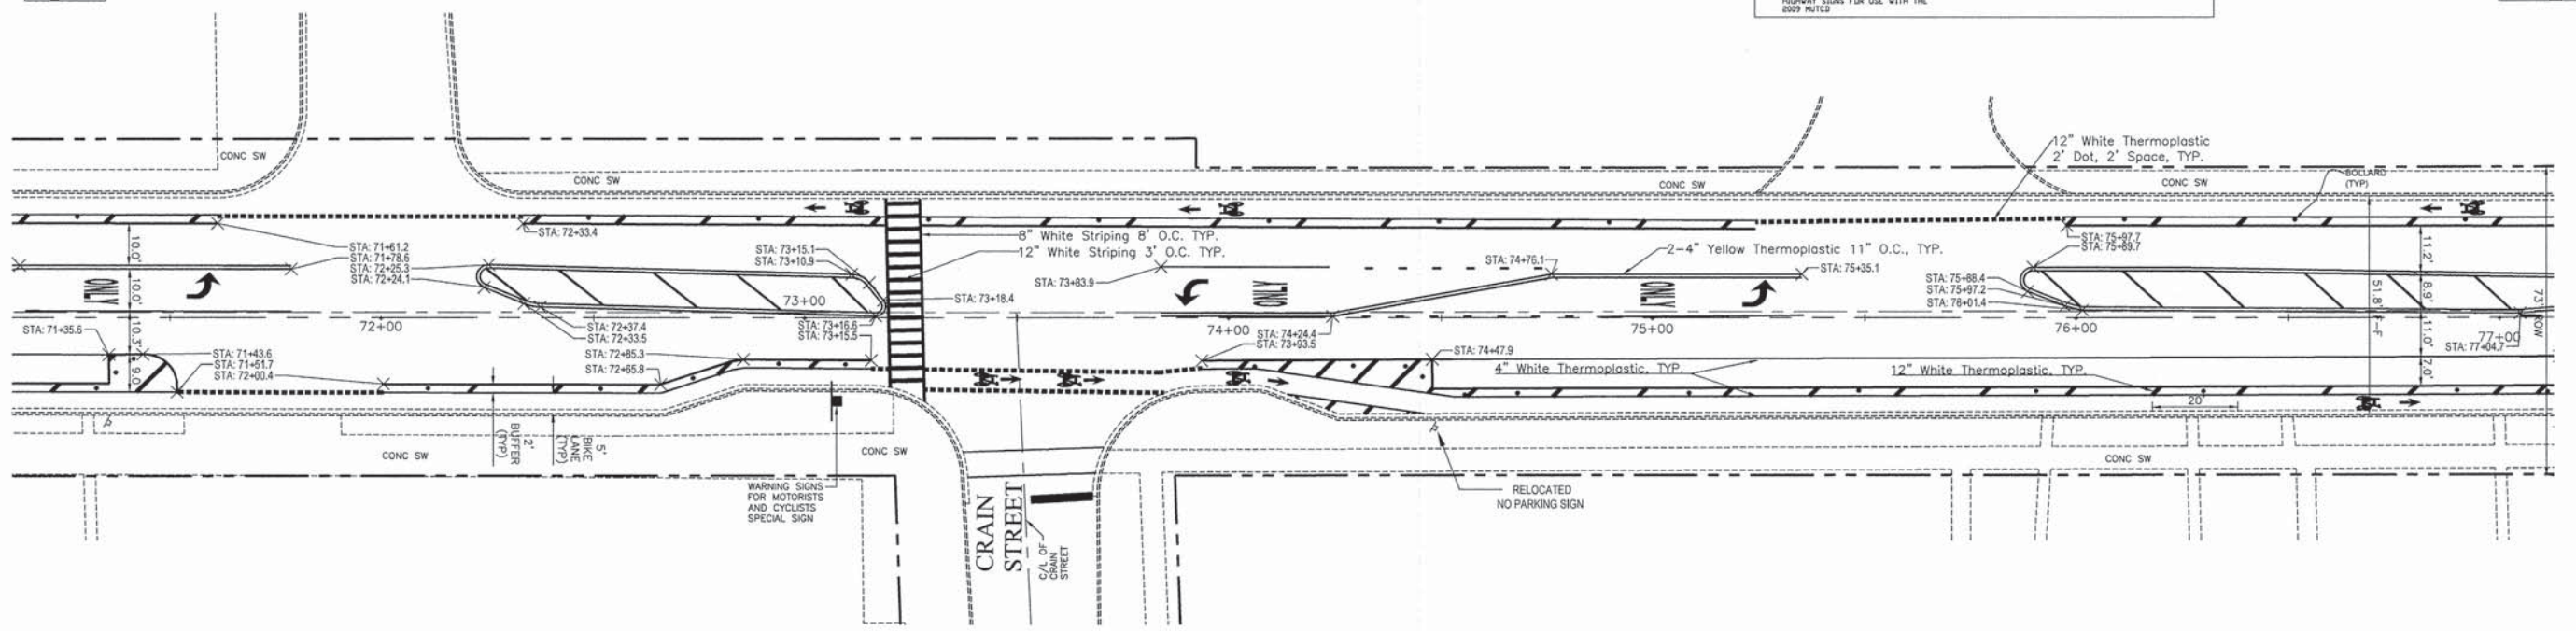 HIGHWAY SIGNS FOR USE WITH THE
2009 MUTCD
12" White Thermoplastic
2' Dot, 2' Space, TYP.
CONC SW
CONC SW
CONC SW
CONC SW
BOLLARD
(TYP)
STA: 72+33.4
STA: 71+61.2
STA: 71+78.6
STA: 72+25.3
STA: 72+24.1
STA: 73+15.1
STA: 73+10.9
8" White Striping 8' O.C. TYP.
12" White Striping 3' O.C. TYP.
2-4" Yellow Thermoplastic 11" O.C., TYP.
STA: 75+97.7
STA: 75+89.7
10.0'
10.0'
10.3'
9.0'
ONLY
STA: 73+83.9
STA: 74+76.1
STA: 75+35.1
STA: 75+88.4
STA: 75+97.2
STA: 76+01.4
11.2'
8.9'
11.0'
7.0'
51.8' F-F
73' ROW
ONLY
ONLY
73+00
STA: 73+18.4
STA: 71+35.6
72+00
STA: 72+37.4
STA: 72+33.5
STA: 73+16.6
STA: 73+15.5
74+00
STA: 74+24.4
STA: 73+93.5
75+00
76+00
77+00
STA: 77+04.7
STA: 71+43.6
STA: 71+51.7
STA: 72+00.4
STA: 72+85.3
STA: 72+65.8
STA: 74+47.9
4" White Thermoplastic, TYP.
12" White Thermoplastic, TYP.
20'
2'
BUFFER
(TYP)
5'
BIKE
LANE
(TYP)
CONC SW
CONC SW
CONC SW
WARNING SIGNS
FOR MOTORISTS
AND CYCLISTS
SPECIAL SIGN
CRAIN
STREET
C/L OF
CRAIN
STREET
RELOCATED
NO PARKING SIGN